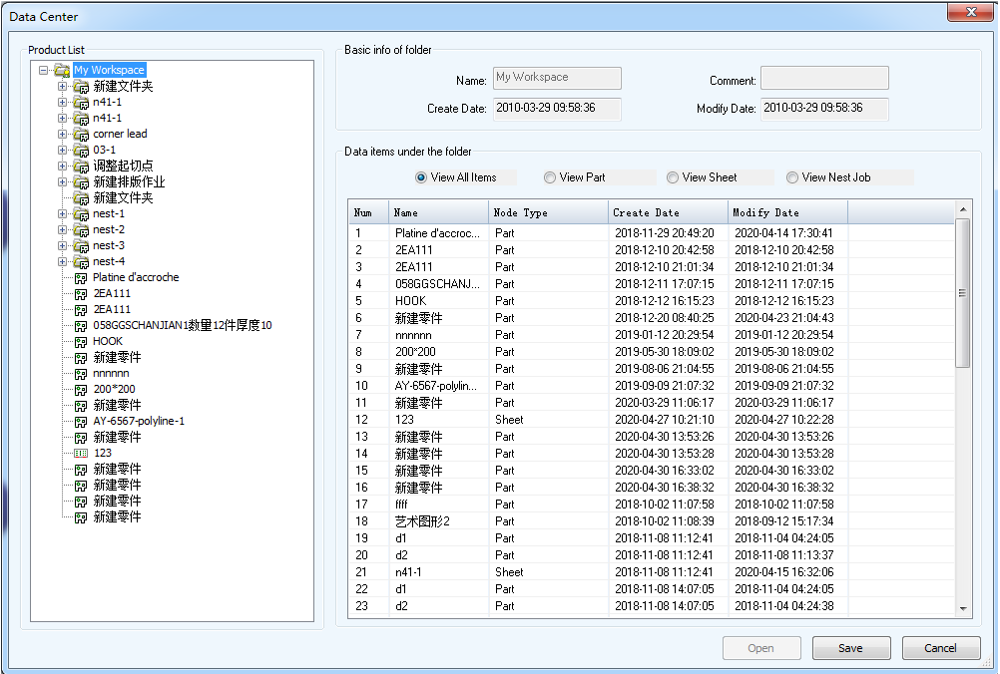 Data Center
Product List
My Workspace
新建文件夹
n41-1
n41-1
corner lead
03-1
调整起切点
新建排版作业
新建文件夹
nest-1
nest-2
nest-3
nest-4
Platine d'accroche
2EA111
2EA111
058GGSCHANJIAN1数量12件厚度10
HOOK
新建零件
nnnnnn
200*200
新建零件
AY-6567-polyline-1
新建零件
123
新建零件
新建零件
新建零件
新建零件
Basic info of folder
Name: My Workspace Comment:
Create Date: 2010-03-29 09:58:36 Modify Date: 2010-03-29 09:58:36
Data items under the folder
View All Items View Part View Sheet View Nest Job
Num Name Node Type Create Date Modify Date
1 Platine d'accroc... Part 2018-11-29 20:49:20 2020-04-14 17:30:41
2 2EA111 Part 2018-12-10 20:42:58 2018-12-10 20:42:58
3 2EA111 Part 2018-12-10 21:01:34 2018-12-10 21:01:34
4 058GGSCHANJ... Part 2018-12-11 17:07:15 2018-12-11 17:07:15
5 HOOK Part 2018-12-12 16:15:23 2018-12-12 16:15:23
6 新建零件 Part 2018-12-20 08:40:25 2020-04-23 21:04:43
7 nnnnnn Part 2019-01-12 20:29:54 2019-01-12 20:29:54
8 200*200 Part 2019-05-30 18:09:02 2019-05-30 18:09:02
9 新建零件 Part 2019-08-06 21:04:55 2019-08-06 21:04:55
10 AY-6567-polylin... Part 2019-09-09 21:07:32 2019-09-09 21:07:32
11 新建零件 Part 2020-03-29 11:06:17 2020-03-29 11:06:17
12 123 Sheet 2020-04-27 10:21:10 2020-04-27 10:22:28
13 新建零件 Part 2020-04-30 13:53:26 2020-04-30 13:53:26
14 新建零件 Part 2020-04-30 13:53:28 2020-04-30 13:53:28
15 新建零件 Part 2020-04-30 16:33:02 2020-04-30 16:33:02
16 新建零件 Part 2020-04-30 16:38:32 2020-04-30 16:38:32
17 ffff Part 2018-10-02 11:07:58 2018-10-02 11:07:58
18 艺术图形2 Part 2018-10-02 11:08:39 2018-09-12 15:17:34
19 d1 Part 2018-11-08 11:12:41 2018-11-04 04:24:05
20 d2 Part 2018-11-08 11:12:41 2018-11-08 11:13:37
21 n41-1 Sheet 2018-11-08 11:12:41 2020-04-15 16:32:06
22 d1 Part 2018-11-08 14:07:05 2018-11-04 04:24:05
23 d2 Part 2018-11-08 14:07:05 2018-11-04 04:24:38
Open Save Cancel